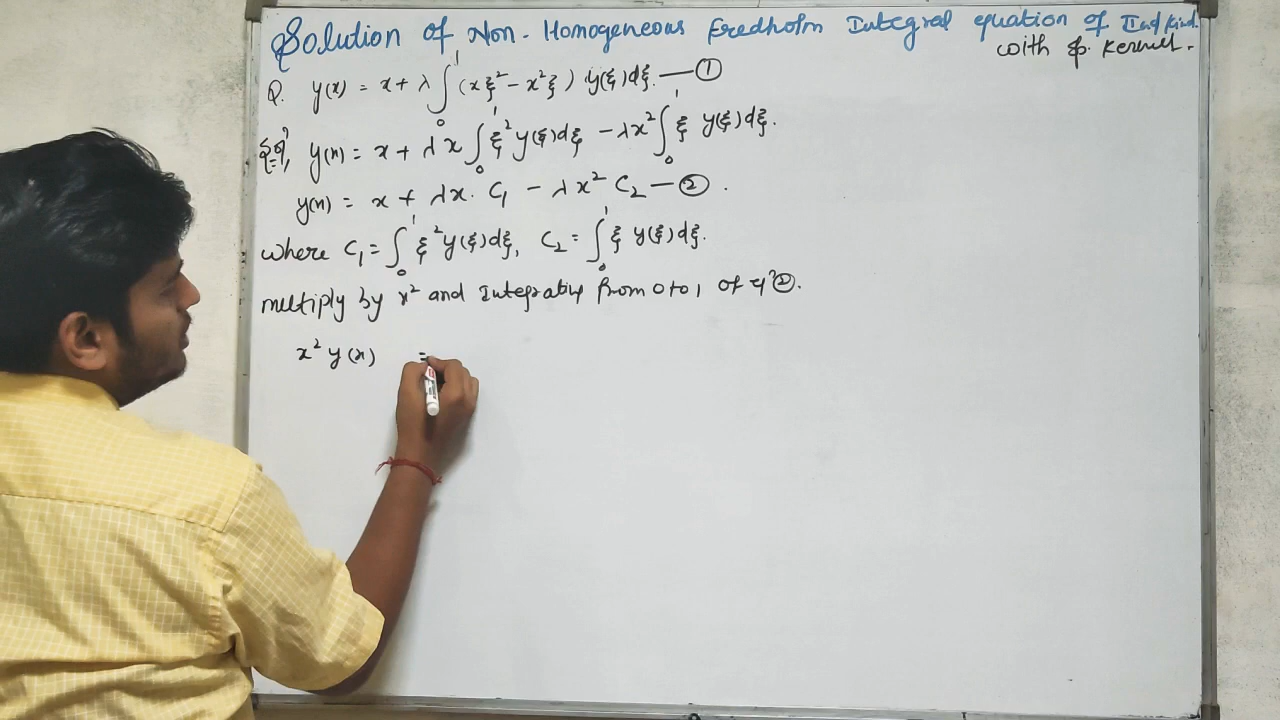 Solution of Non-Homogeneous Fredholm Integral equation of IInd kind.
with sp. kernel.
Q. y(x) = x + λ ∫₀¹ (xξ² − x²ξ) y(ξ)dξ. — ①
y(x) = x + λx ∫₀¹ ξ² y(ξ)dξ − λx² ∫₀¹ ξ y(ξ)dξ.
y(x) = x + λx. C₁ − λx² C₂ — ②.
where C₁ = ∫₀¹ ξ² y(ξ)dξ, C₂ = ∫₀¹ ξ y(ξ)dξ.
multiply by x² and Integrating from 0 to 1 of eqⁿ ②.
x² y(x) =